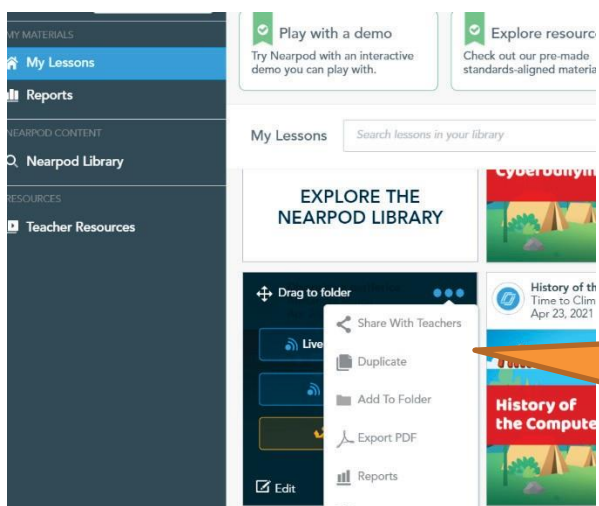 MY MATERIALS
My Lessons
Reports
NEARPOD CONTENT
Nearpod Library
RESOURCES
Teacher Resources
Play with a demo
Try Nearpod with an interactive
demo you can play with.
Explore resourc
Check out our pre-made
standards-aligned materia
My Lessons
Search lessons in your library
EXPLORE THE
NEARPOD LIBRARY
Cyberbullyin
Drag to folder
Live
Edit
Share With Teachers
Duplicate
Add To Folder
Export PDF
Reports
History of th
Time to Clim
Apr 23, 2021
History of
the Compute